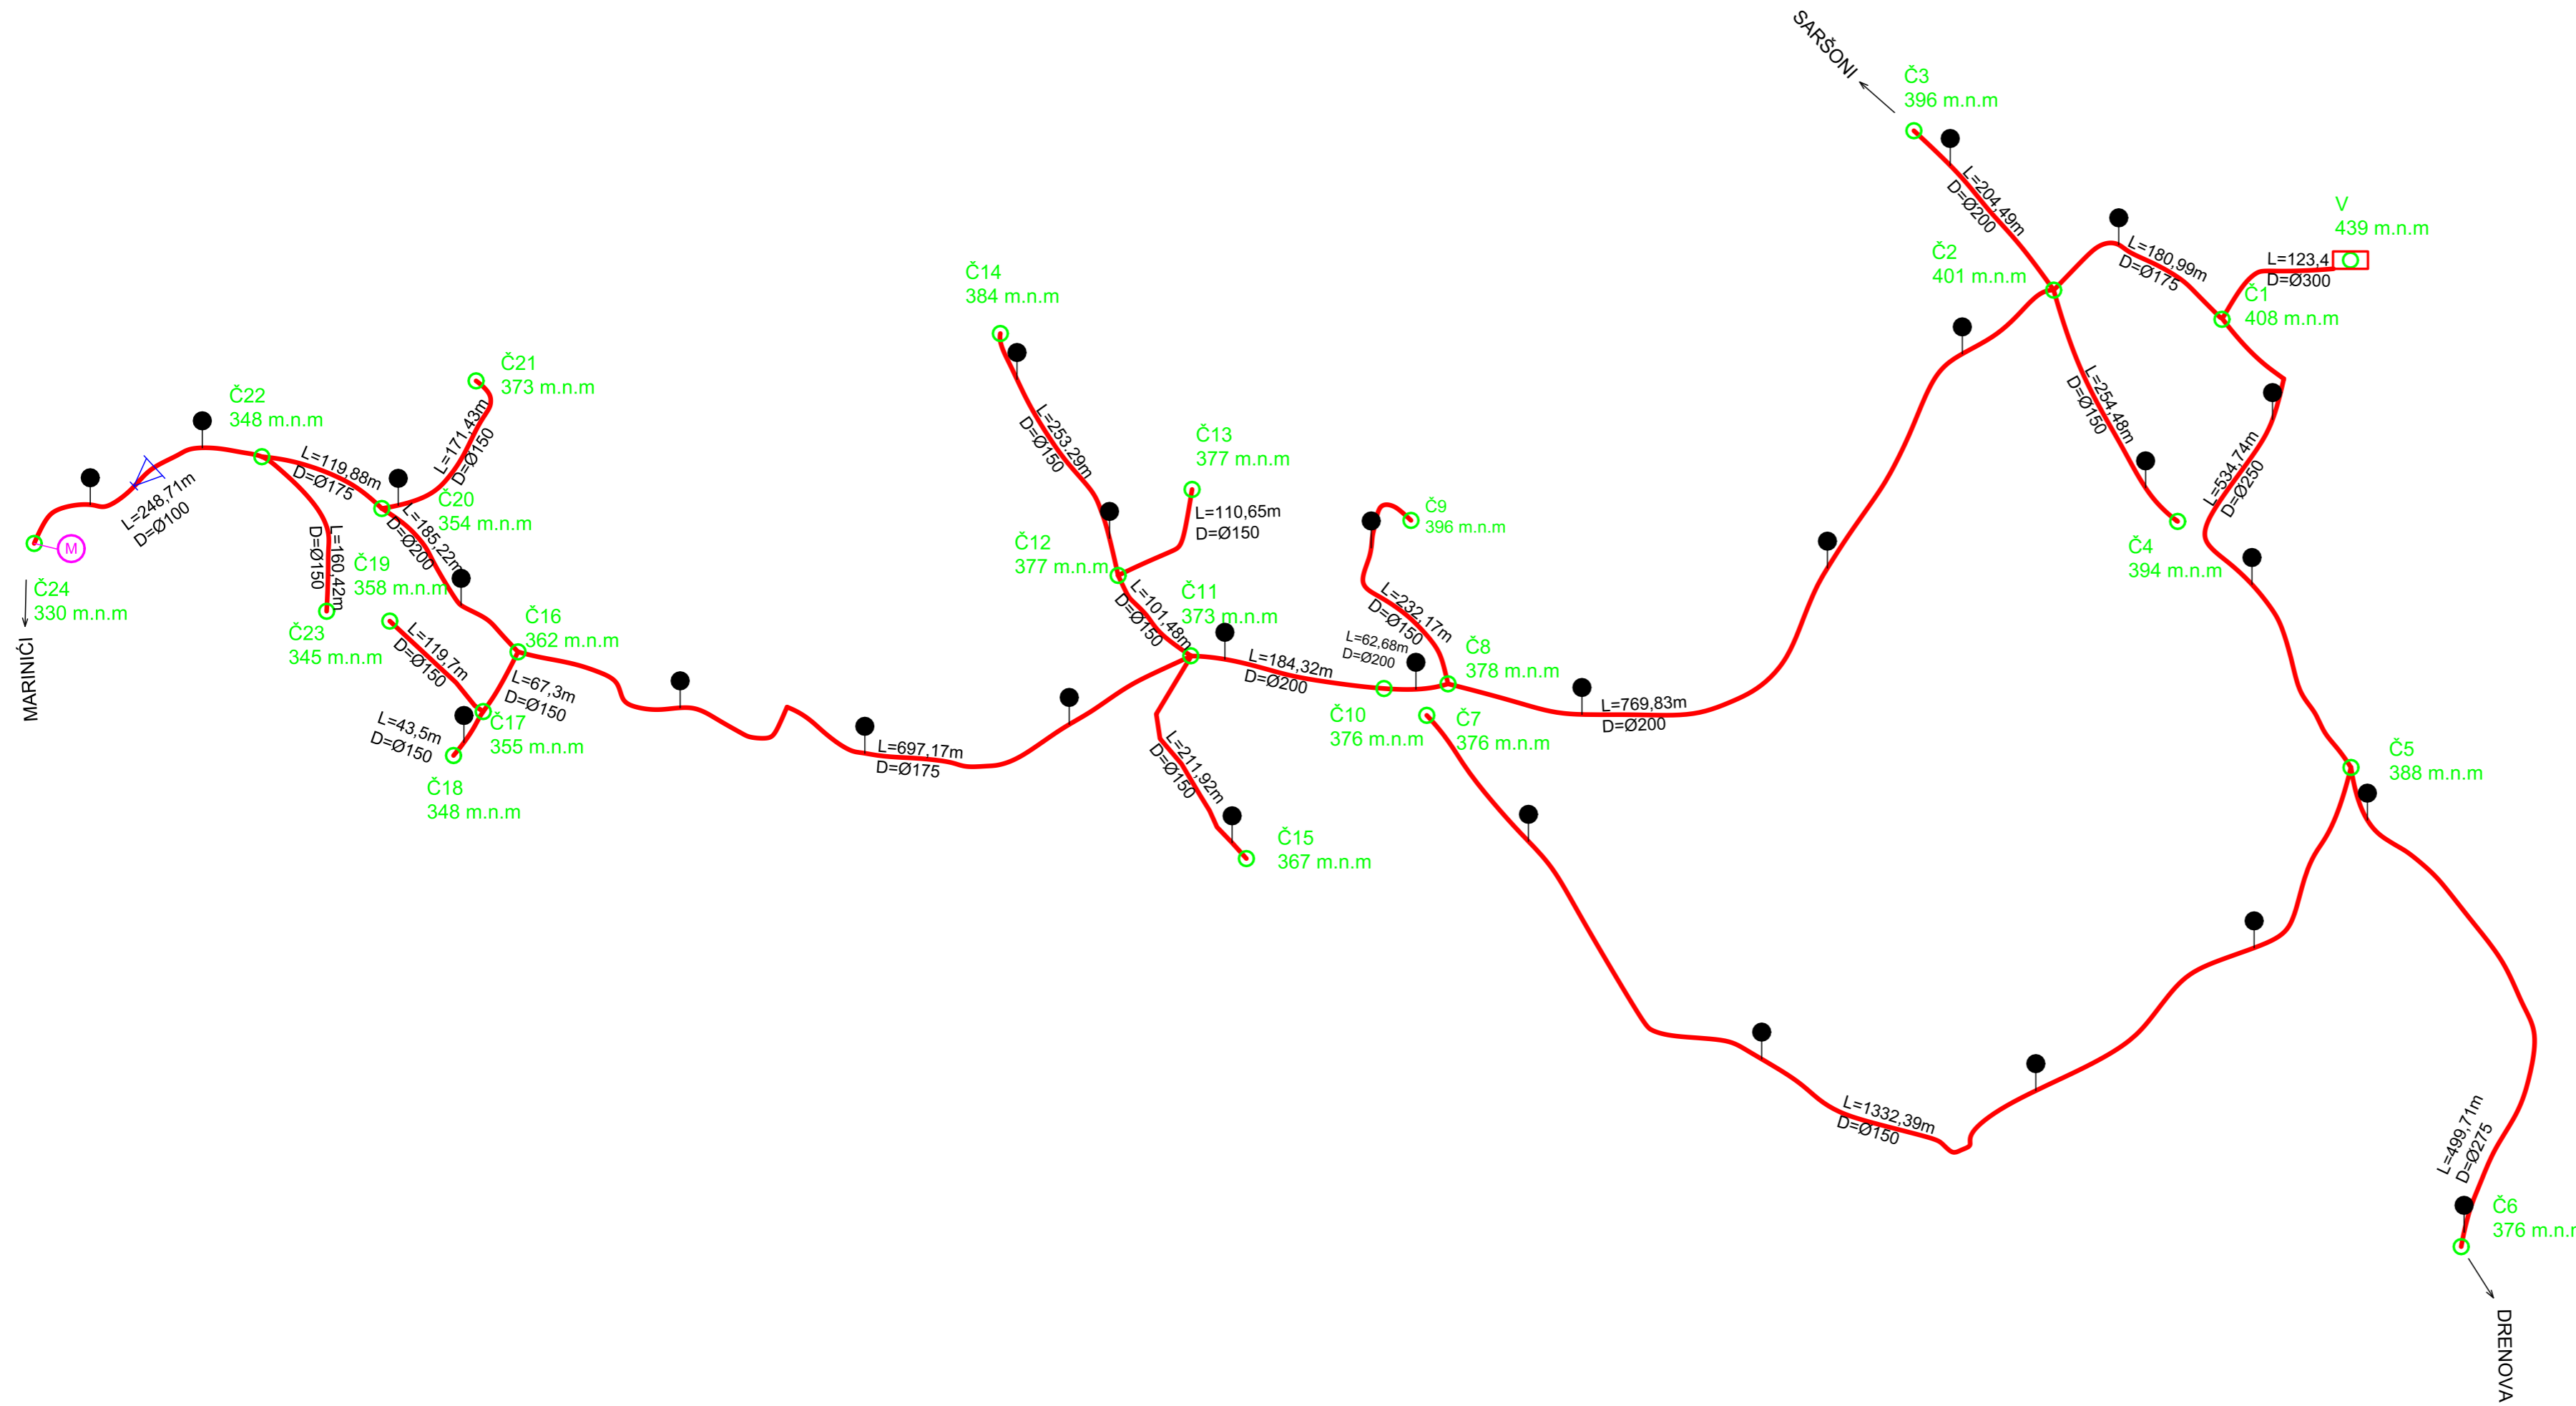 SARŠONI
Č3
396 m.n.m
L=204,49m
D=Ø200
V
439 m.n.m
Č2
401 m.n.m
L=180,99m
D=Ø175
L=123,4
D=Ø300
Č1
408 m.n.m
Č14
384 m.n.m
Č21
373 m.n.m
Č22
348 m.n.m
L=171,43m
D=Ø150
L=119,88m
D=Ø175
L=253,29m
D=Ø150
Č13
377 m.n.m
L=254,48m
D=Ø150
L=534,74m
D=Ø250
L=248,71m
D=Ø100
Č20
354 m.n.m
L=185,22m
D=Ø200
L=110,65m
D=Ø150
Č9
396 m.n.m
M
L=160,42m
D=Ø150
Č19
358 m.n.m
Č12
377 m.n.m
Č4
394 m.n.m
Č24
330 m.n.m
MARINIĆI
Č23
345 m.n.m
Č16
362 m.n.m
L=101,48m
D=Ø150
Č11
373 m.n.m
L=232,17m
D=Ø150
L=119,7m
D=Ø150
L=62,68m
D=Ø200
Č8
378 m.n.m
L=184,32m
D=Ø200
L=67,3m
D=Ø150
L=43,5m
D=Ø150
Č17
355 m.n.m
L=769,83m
D=Ø200
Č10
376 m.n.m
Č7
376 m.n.m
L=697,17m
D=Ø175
L=211,92m
D=Ø150
Č5
388 m.n.m
Č18
348 m.n.m
Č15
367 m.n.m
L=1332,39m
D=Ø150
L=499,71m
D=Ø275
Č6
376 m.n.m
DRENOVA